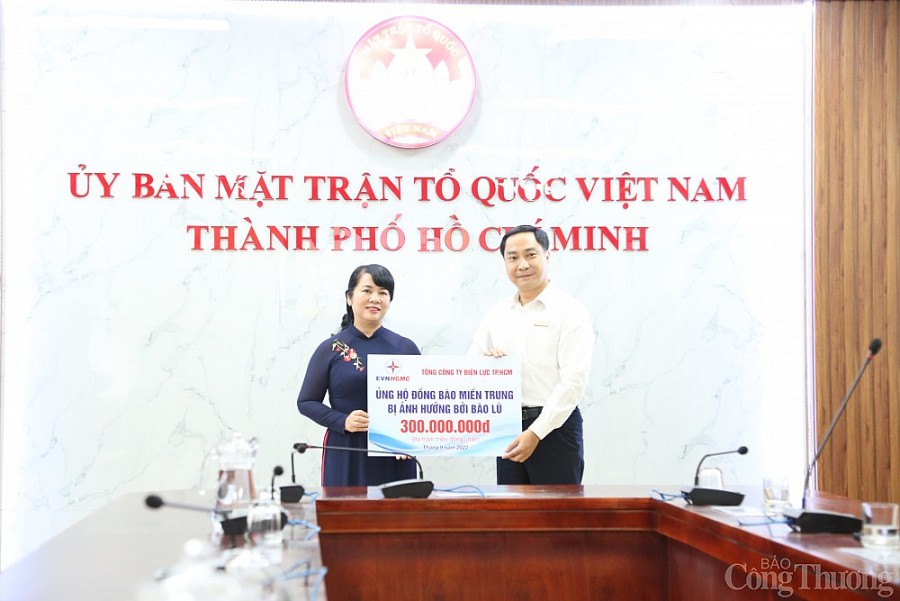 MẶT TRẬN TỔ QUỐC
VIỆT NAM
ỦY BAN MẶT TRẬN TỔ QUỐC VIỆT NAM
THÀNH PHỐ HỒ CHÍ MINH
EVNHCMC
TỔNG CÔNG TY ĐIỆN LỰC TP.HCM
ỦNG HỘ ĐỒNG BÀO MIỀN TRUNG
BỊ ẢNH HƯỞNG BỞI BÃO LŨ
300.000.000đ
(Ba trăm triệu đồng chẵn)
Tháng 9 năm 2022
BÁO
Công Thương